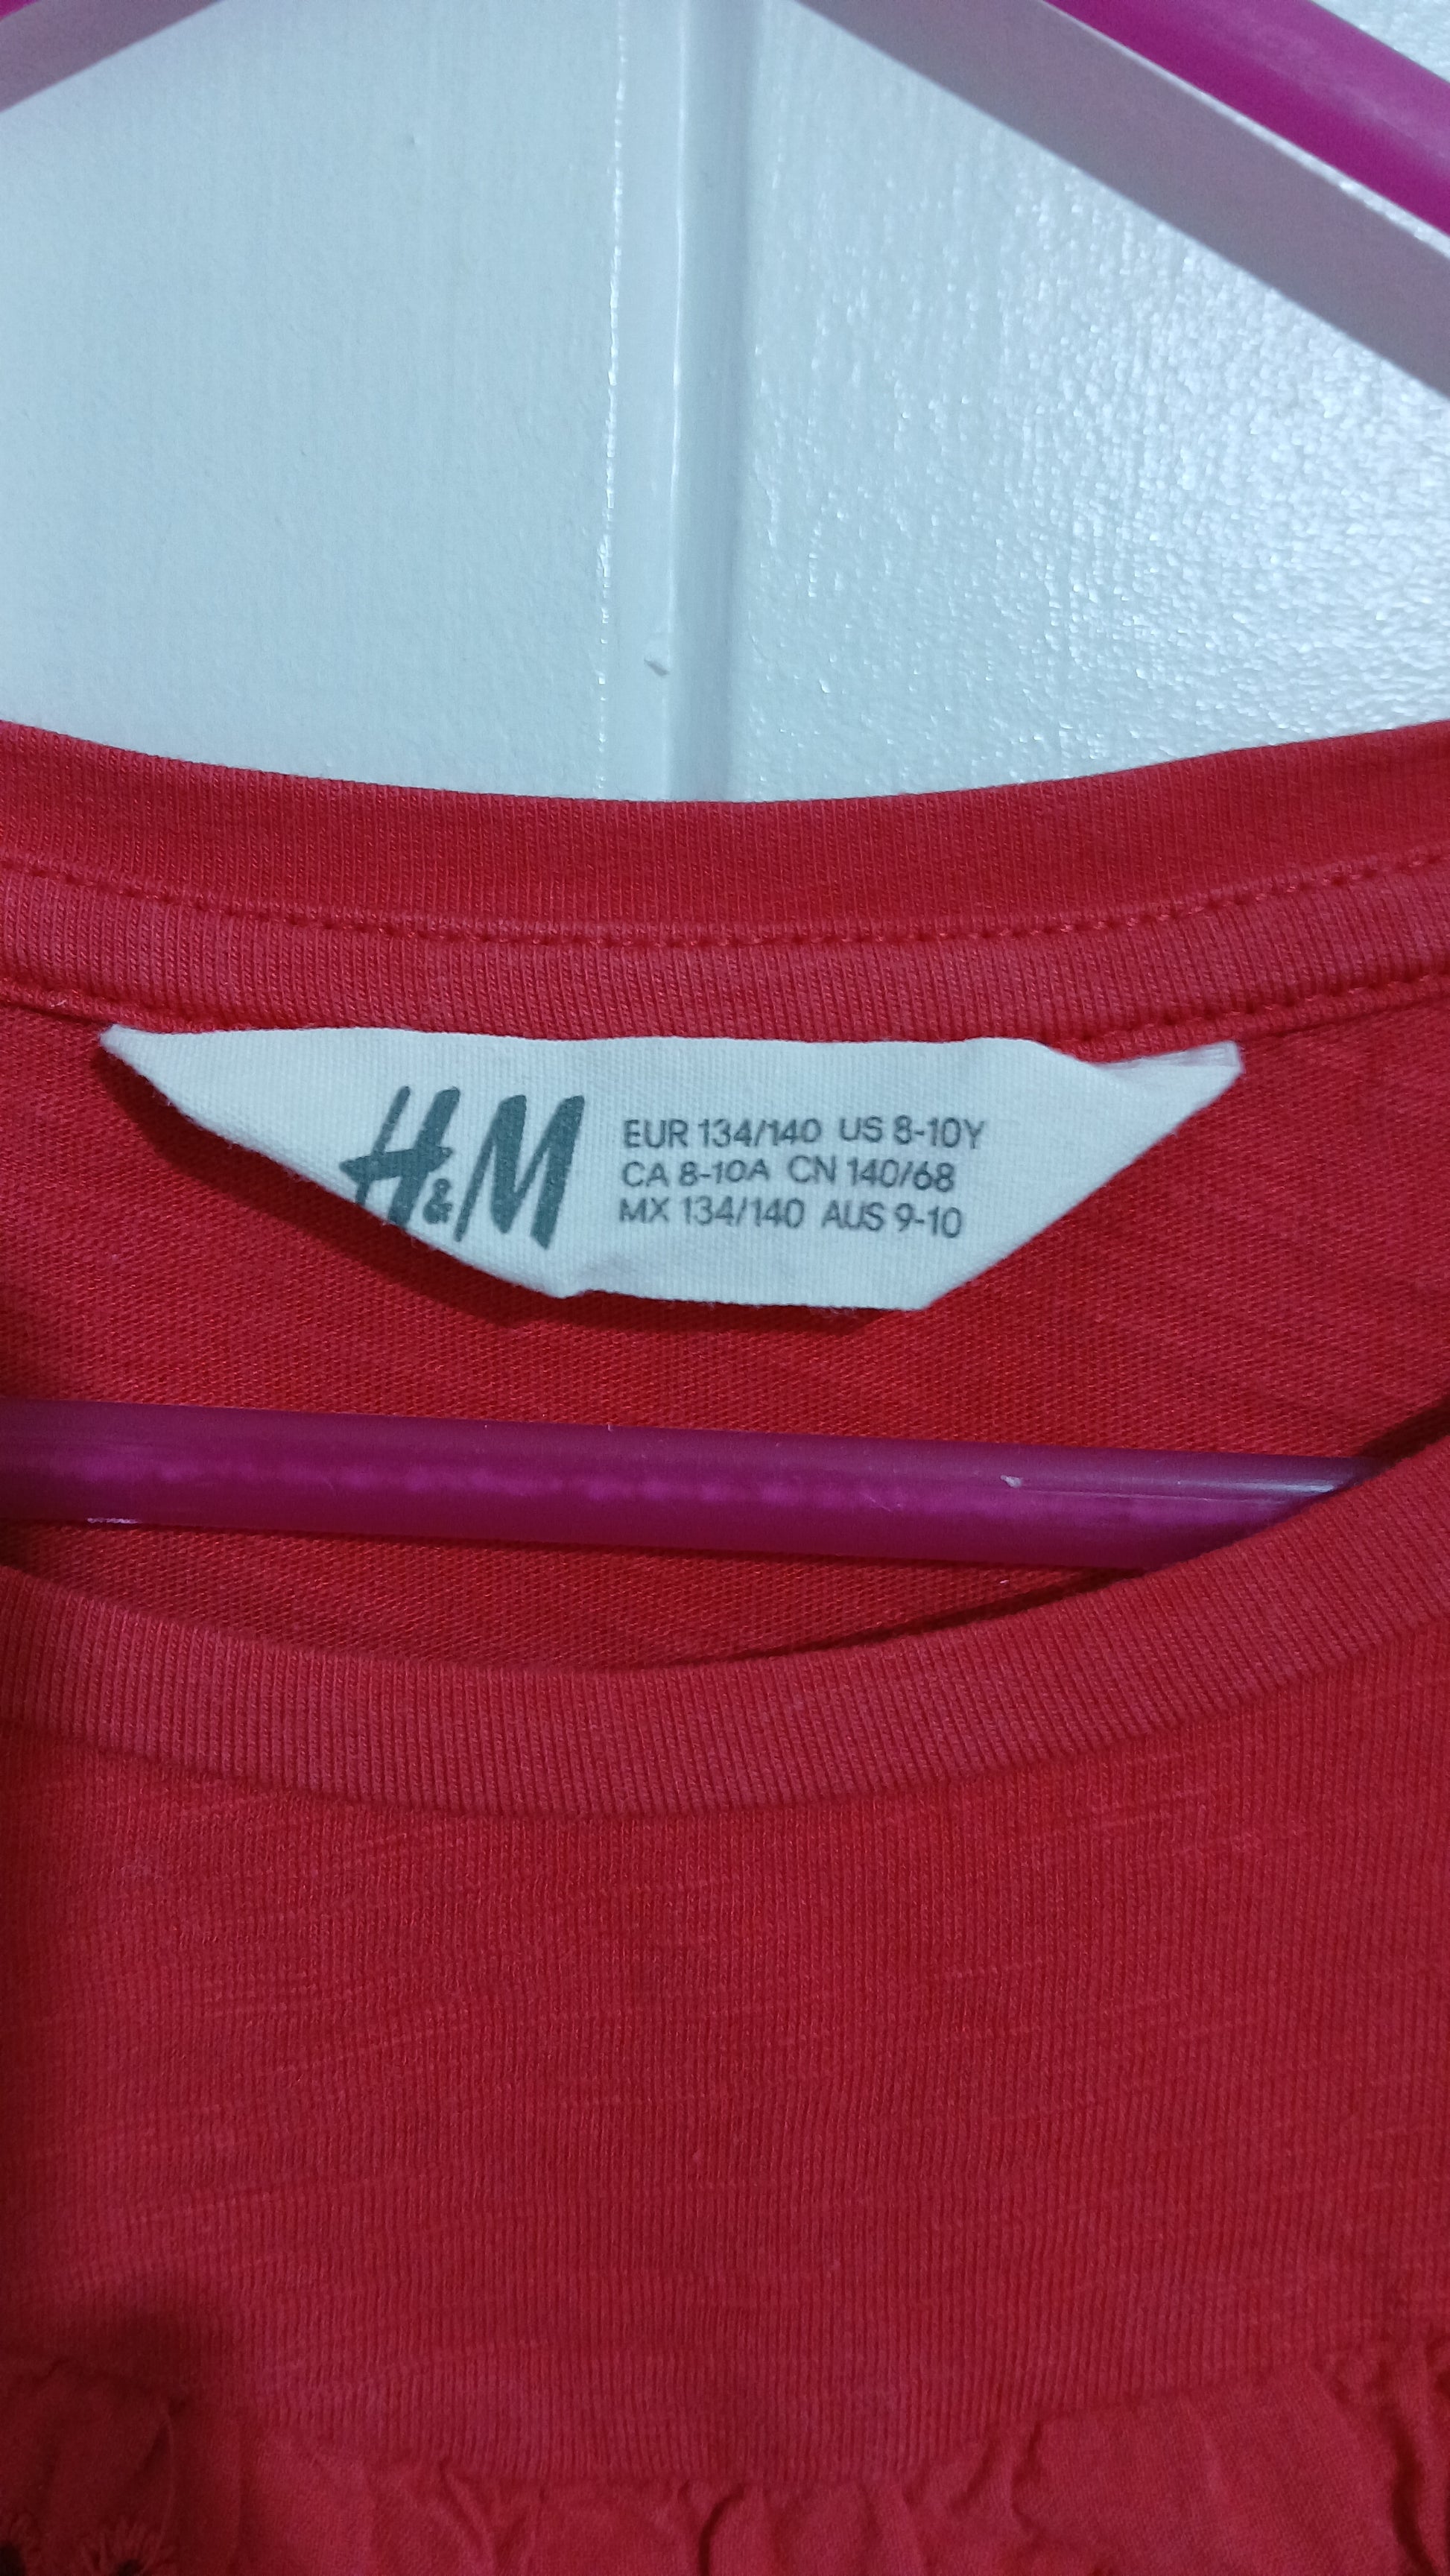 H&M
EUR 134/140 US 8-10Y
CA 8-10A CN 140/68
MX 134/140 AUS 9-10